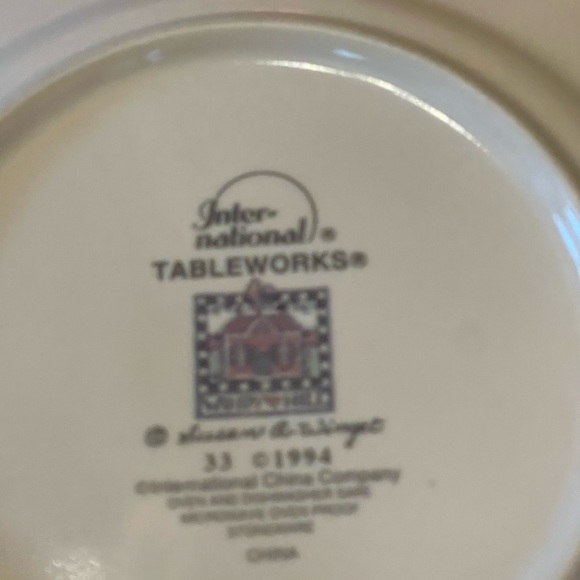 Inter-
national ®
TABLEWORKS®
HILL
© Susan A. Winget
33 ©1994
©International China Company
OVEN AND DISHWASHER SAFE
MICROWAVE OVEN PROOF
STONEWARE
CHINA